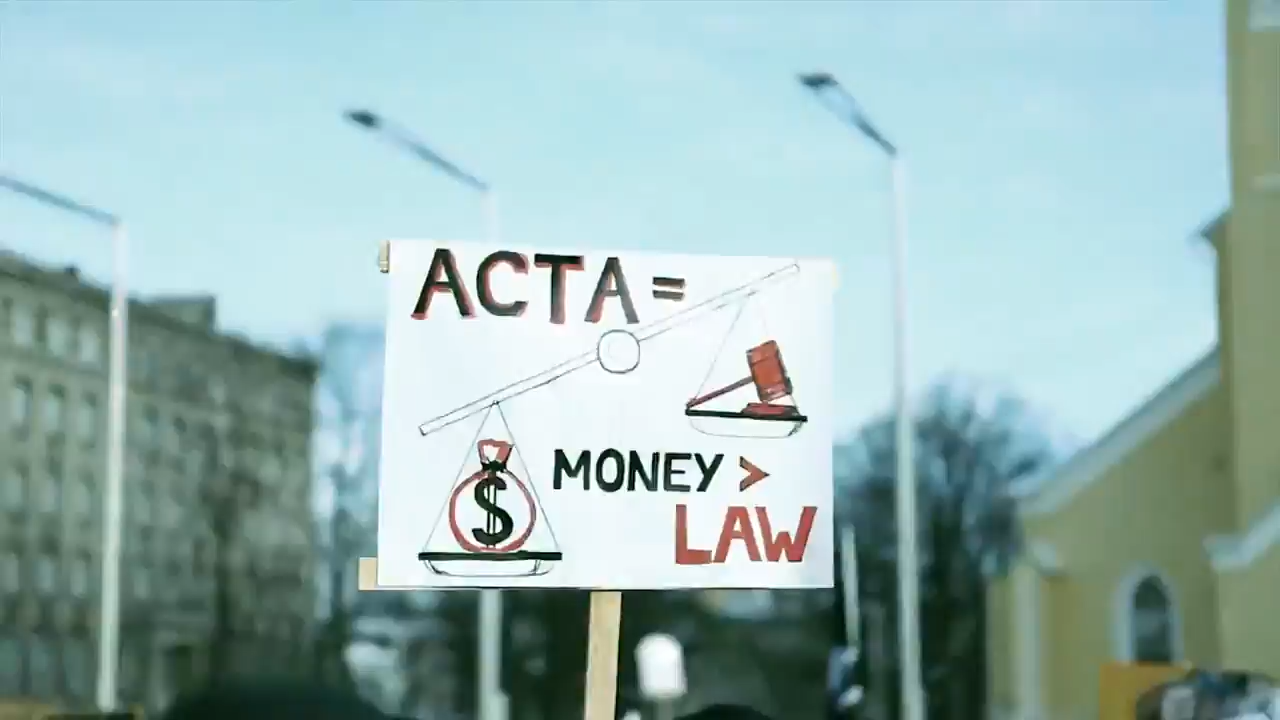 ACTA =
$
MONEY >
LAW